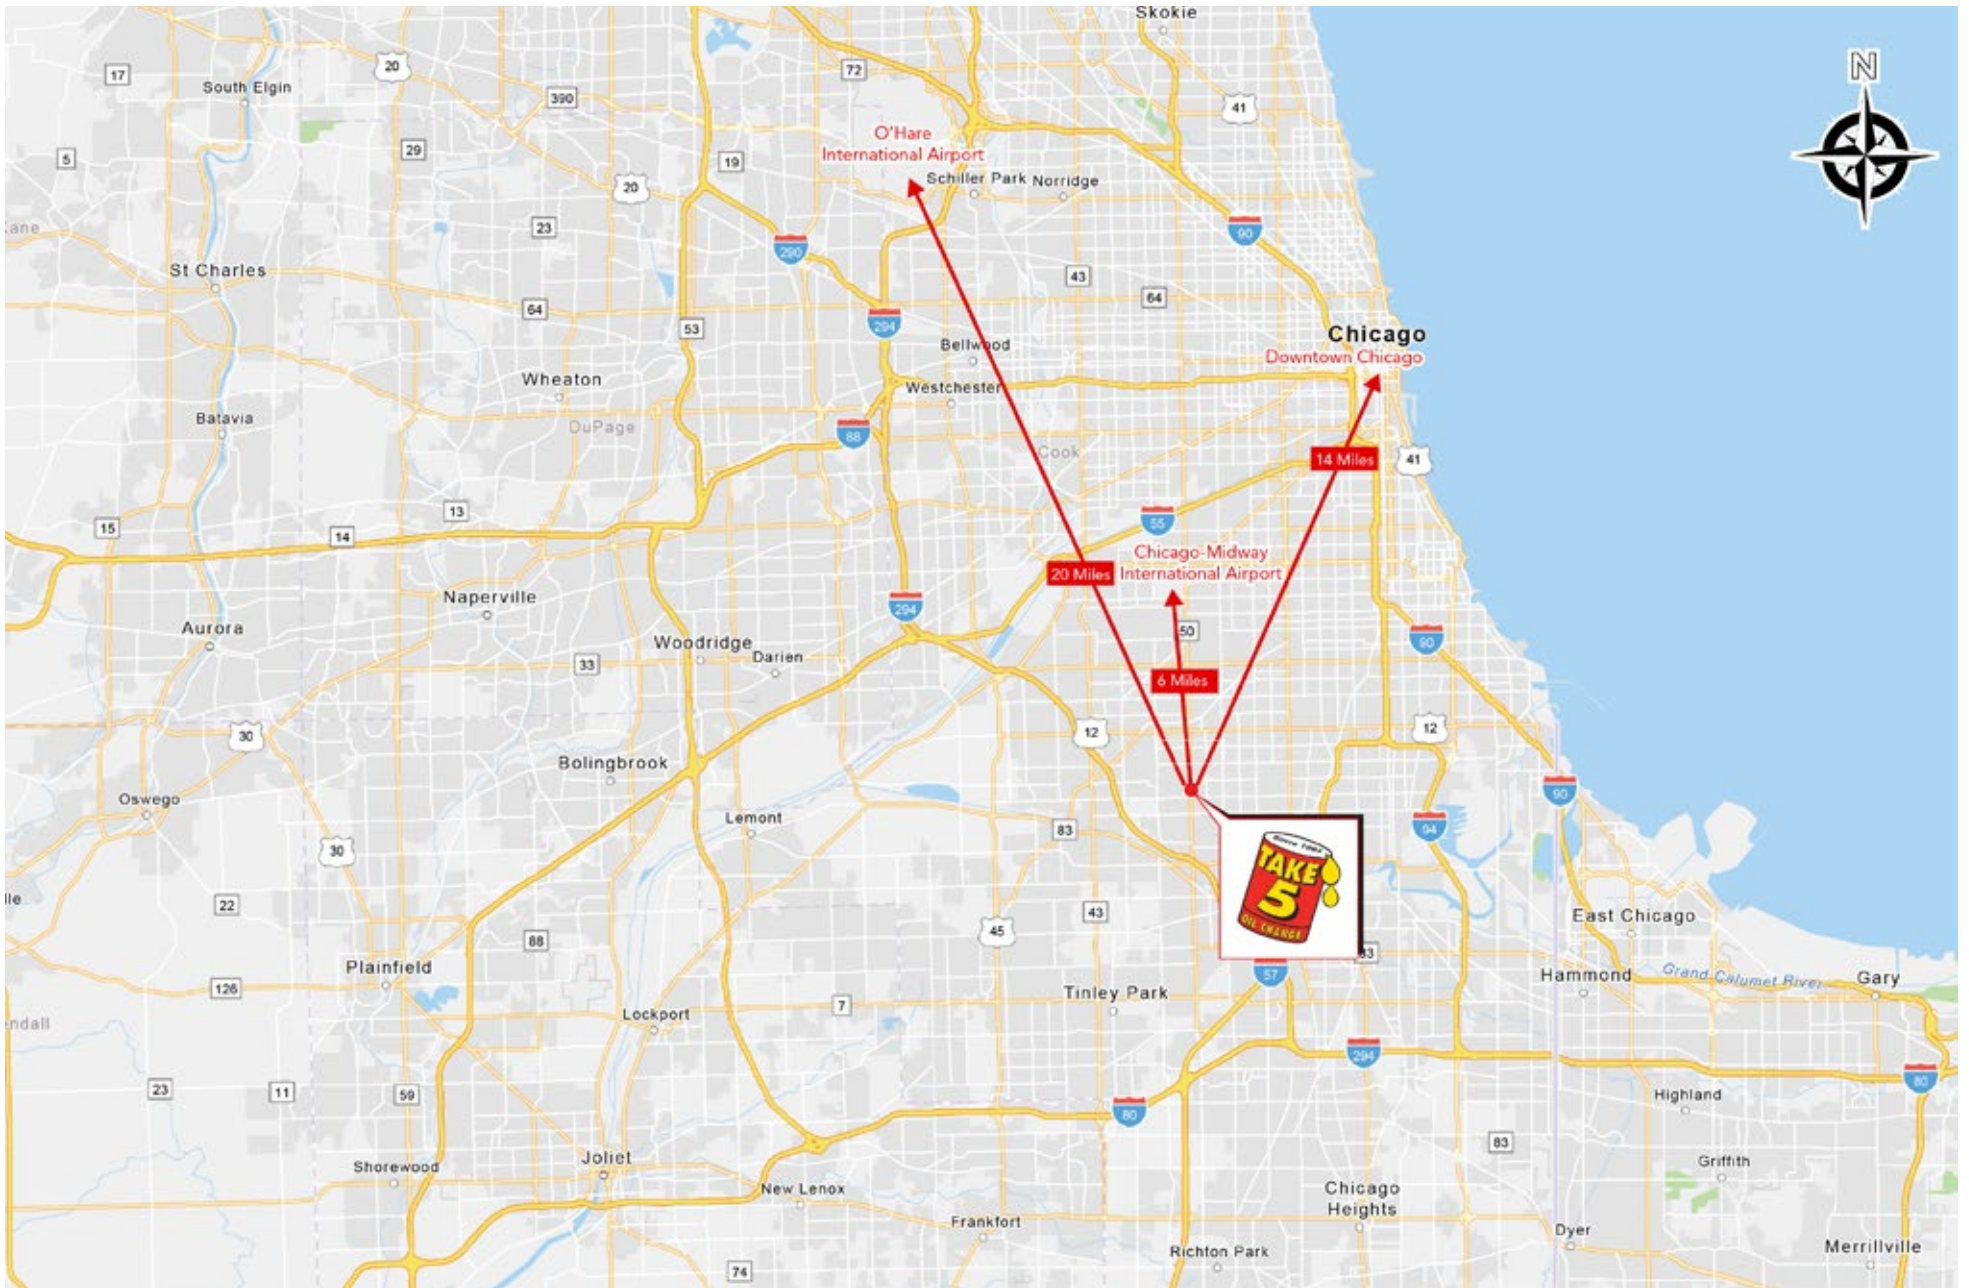 Skokie
N
17
20
72
South Elgin
390
41
O'Hare
International Airport
5
29
19
20
Schiller Park
Norridge
23
90
290
St Charles
43
64
64
294
53
Chicago
Downtown Chicago
Bellwood
Wheaton
Westchester
Batavia
DuPage
88
Cook
14 Miles
41
13
15
14
55
Chicago-Midway
International Airport
20 Miles
Naperville
294
Aurora
50
Woodridge
Darien
33
90
6 Miles
30
12
12
Bolingbrook
Oswego
90
Lemont
83
94
30
Since 1984
TAKE
5
OIL CHANGE
22
43
East Chicago
45
88
Plainfield
57
Hammond
Grand Calumet River
Gary
126
Tinley Park
7
Lockport
294
23
11
59
80
Highland
80
83
Joliet
Shorewood
Griffith
New Lenox
Chicago
Heights
Frankfort
Dyer
Richton Park
Merrillville
74